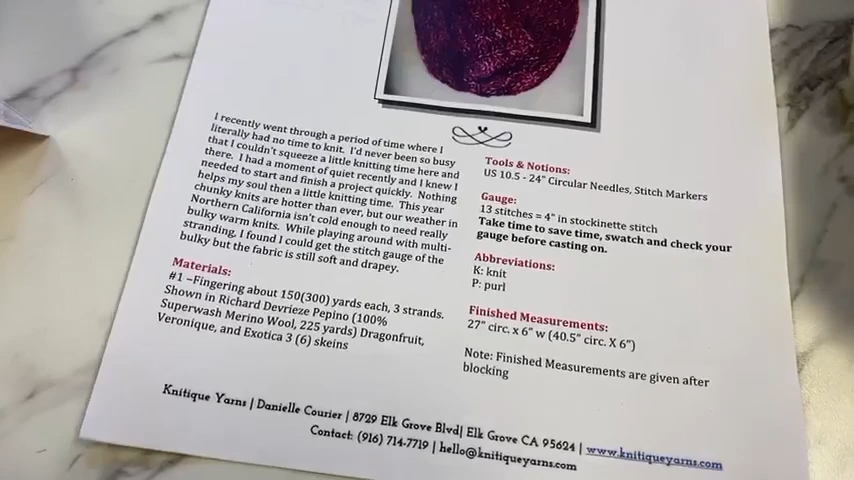 I recently went through a period of time where I
literally had no time to knit. I'd never been so busy
that I couldn't squeeze a little knitting time here and
there. I had a moment of quiet recently and I knew I
needed to start and finish a project quickly. Nothing
helps my soul then a little knitting time. This year
chunky knits are hotter than ever, but our weather in
Northern California isn't cold enough to need really
bulky warm knits. While playing around with multi-
stranding, I found I could get the stitch gauge of the
bulky but the fabric is still soft and drapey.
Materials:
#1 –Fingering about 150(300) yards each, 3 strands.
Shown in Richard Devrieze Pepino (100%
Superwash Merino Wool, 225 yards) Dragonfruit,
Veronique, and Exotica 3 (6) skeins
Tools & Notions:
US 10.5 - 24" Circular Needles, Stitch Markers
Gauge:
13 stitches = 4" in stockinette stitch
Take time to save time, swatch and check your
gauge before casting on.
Abbreviations:
K: knit
P: purl
Finished Measurements:
27" circ. x 6" w (40.5" circ. X 6")
Note: Finished Measurements are given after
blocking
Knitique Yarns | Danielle Courier | 8729 Elk Grove Blvd| Elk Grove CA 95624 | www.knitiqueyarns.com
Contact: (916) 714-7719 | hello@knitiqueyarns.com